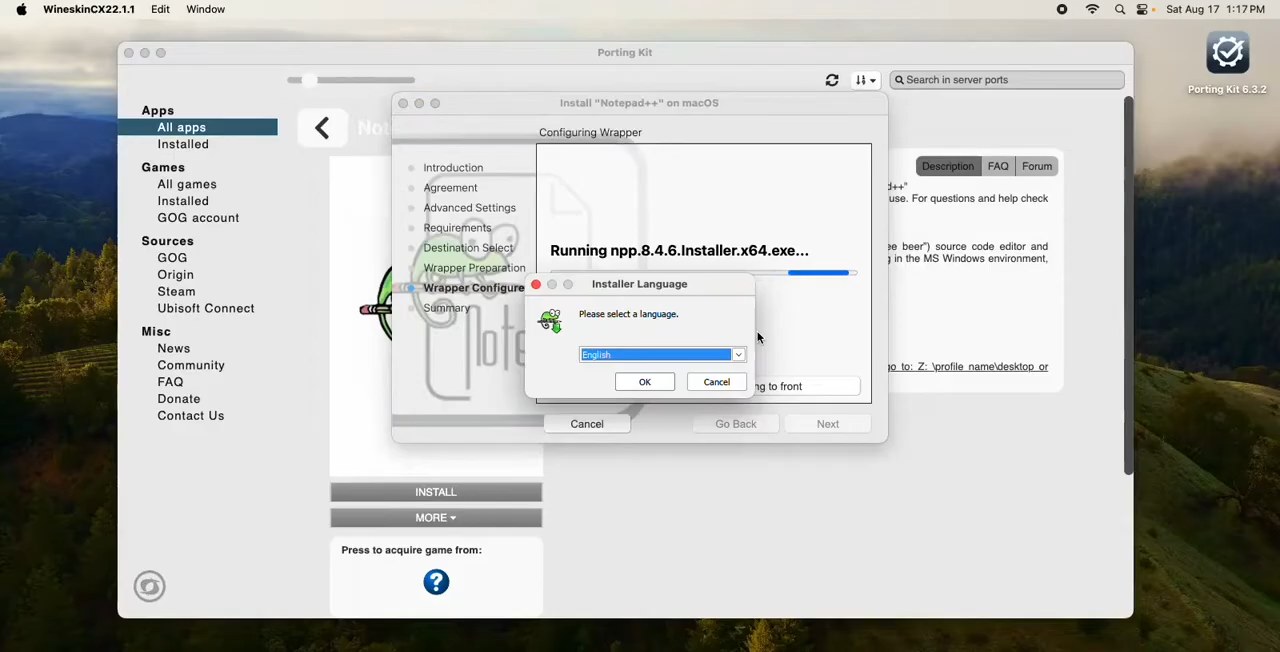 WineskinCX22.1.1 Edit Window
Sat Aug 17 1:17 PM
Porting Kit
Search in server ports
Porting Kit 6.3.2
Install "Notepad++" on macOS
Apps
All apps
Installed
Games
All games
Installed
GOG account
Sources
GOG
Origin
Steam
Ubisoft Connect
Misc
News
Community
FAQ
Donate
Contact Us
Not
Configuring Wrapper
Introduction
Agreement
Advanced Settings
Requirements
Destination Select
Wrapper Preparation
Wrapper Configure
Summary
Running npp.8.4.6.Installer.x64.exe...
Installer Language
Please select a language.
English
OK Cancel
ng to front
Cancel Go Back Next
Description FAQ Forum
d++"
use. For questions and help check
ee beer") source code editor and
g in the MS Windows environment,
go to: Z: \profile name\desktop or
INSTALL
MORE
Press to acquire game from:
?